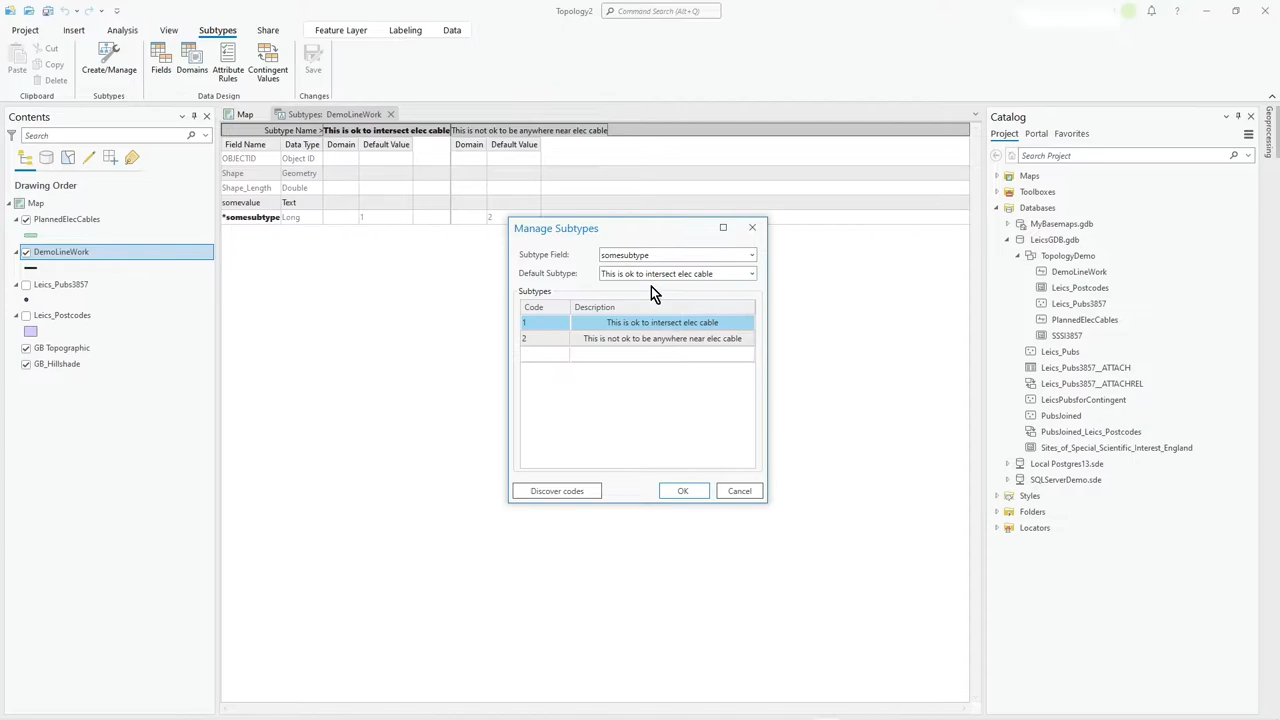 Topology2
Command Search (Alt+Q)
?
Project
Insert
Analysis
View
Subtypes
Share
Feature Layer
Labeling
Data
Paste
Cut
Copy
Delete
Create/Manage
Fields
Domains
Attribute
Rules
Contingent
Values
Save
Clipboard
Subtypes
Data Design
Changes
Contents
Search
Drawing Order
Map
PlannedElecCables
DemoLineWork
Leics_Pubs3857
Leics_Postcodes
GB Topographic
GB_Hillshade
Map
Subtypes: DemoLineWork
Subtype Name > This is ok to intersect elec cable This is not ok to be anywhere near elec cable
Field Name Data Type Domain Default Value Domain Default Value
OBJECTID Object ID
Shape Geometry
Shape_Length Double
somevalue Text
*somesubtype Long 1 2
Manage Subtypes
Subtype Field: somesubtype
Default Subtype: This is ok to intersect elec cable
Subtypes
Code Description
1 This is ok to intersect elec cable
2 This is not ok to be anywhere near elec cable
Discover codes
OK
Cancel
Catalog
Project Portal Favorites
Search Project
Maps
Toolboxes
Databases
MyBasemaps.gdb
LeicsGDB.gdb
TopologyDemo
DemoLineWork
Leics_Postcodes
Leics_Pubs3857
PlannedElecCables
SSSI3857
Leics_Pubs
Leics_Pubs3857__ATTACH
Leics_Pubs3857__ATTACHREL
LeicsPubsforContingent
PubsJoined
PubsJoined_Leics_Postcodes
Sites_of_Special_Scientific_Interest_England
Local Postgres13.sde
SQLServerDemo.sde
Styles
Folders
Locators
Geoprocessing